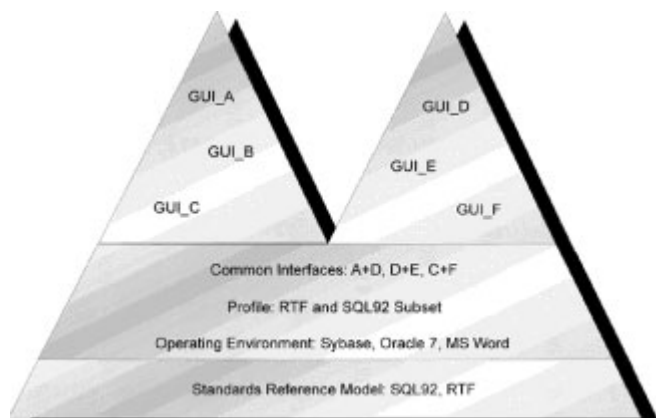 GUI_A
GUI_B
GUI_C
GUI_D
GUI_E
GUI_F
Common Interfaces: A+D, D+E, C+F
Profile: RTF and SQL92 Subset
Operating Environment: Sybase, Oracle 7, MS Word
Standards Reference Model: SQL92, RTF